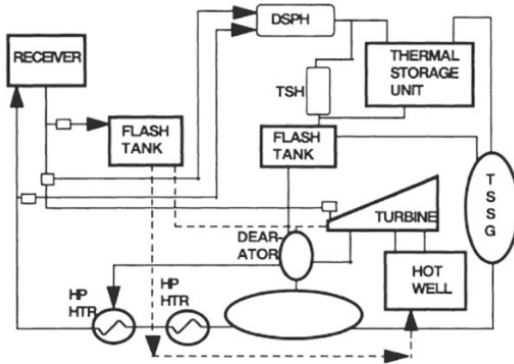 DSPH
RECEIVER
THERMAL
STORAGE
UNIT
TSH
FLASH
TANK
FLASH
TANK
T
S
S
G
TURBINE
DEAR-
ATOR
HOT
WELL
HP
HTR
HP
HTR